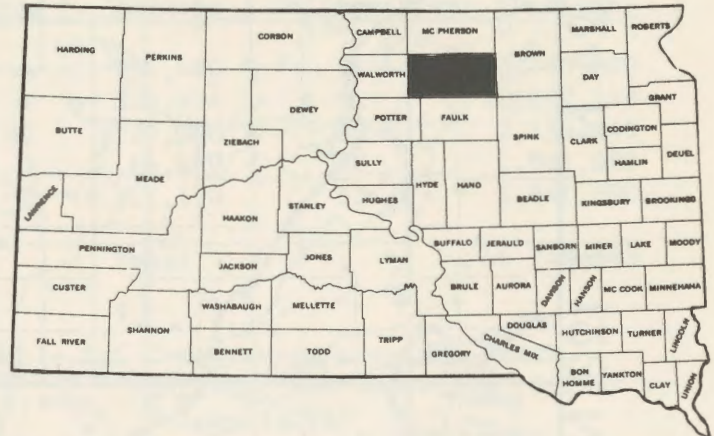 HARDING
PERKINS
CORSON
CAMPBELL
MC PHERSON
BROWN
MARSHALL
ROBERTS
WALWORTH
DAY
GRANT
BUTTE
MEADE
ZIEBACH
DEWEY
POTTER
FAULK
SPINK
CLARK
CODINGTON
HAMLIN
DEUEL
LAWRENCE
SULLY
HYDE
HAND
BEADLE
KINGSBURY
BROOKINGS
HAAKON
STANLEY
HUGHES
PENNINGTON
JACKSON
JONES
LYMAN
BUFFALO
JERAULD
SANBORN
MINER
LAKE
MOODY
CUSTER
BRULE
AURORA
DAVISON
HANSON
MC COOK
MINNEHAHA
WASHABAUGH
MELLETTE
SHANNON
FALL RIVER
BENNETT
TODD
TRIPP
GREGORY
DOUGLAS
CHARLES MIX
HUTCHINSON
TURNER
LINCOLN
BON
HOMME
YANKTON
CLAY
UNION